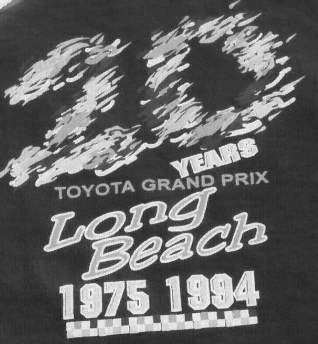 20
YEARS
TOYOTA GRAND PRIX
Long
Beach
1975 1994